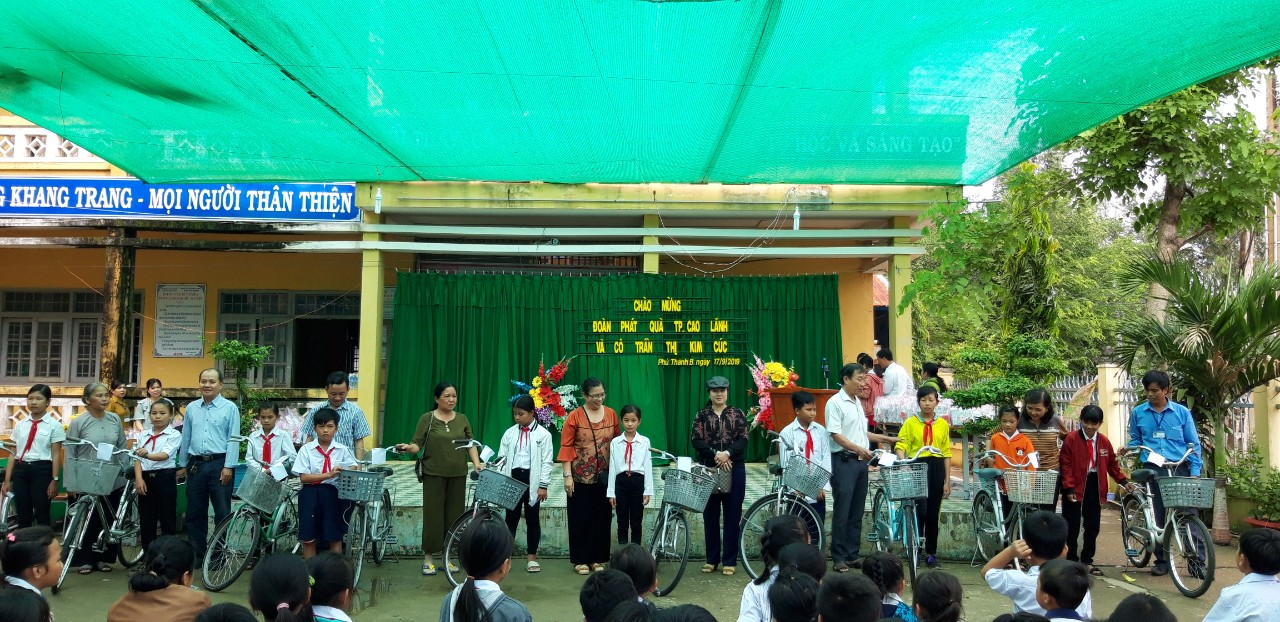 HỌC VÀ SÁNG TẠO
G KHANG TRANG - MỌI NGƯỜI THÂN THIỆN
CHÀO MỪNG
ĐOÀN PHÁT QUÀ TP. CAO LÃNH
VÀ CÔ TRẦN THỊ KIM CÚC
Phú Thành B ngày 17/9/2019